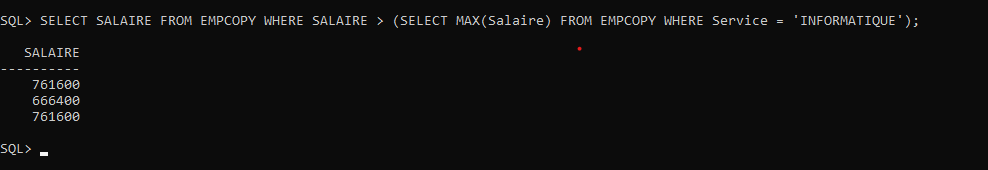 SQL> SELECT SALAIRE FROM EMPCOPY WHERE SALAIRE > (SELECT MAX(Salaire) FROM EMPCOPY WHERE Service = 'INFORMATIQUE');
SALAIRE
----------
761600
666400
761600
SQL> _